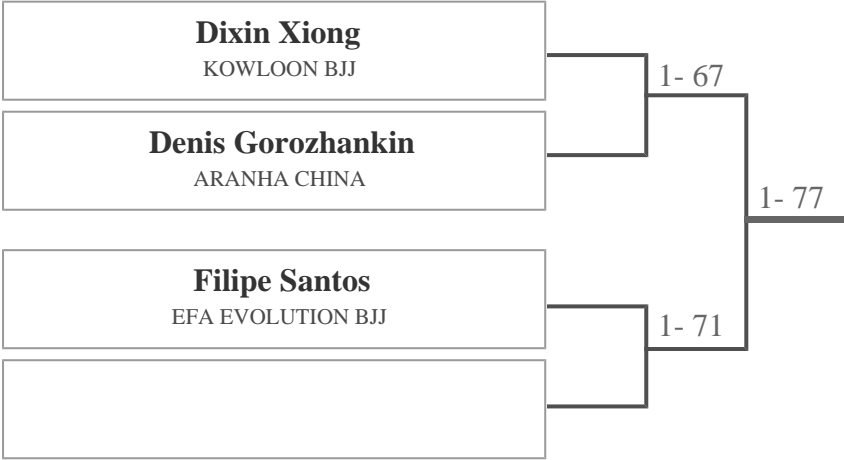 Dixin Xiong
KOWLOON BJJ
1- 67
Denis Gorozhankin
ARANHA CHINA
1- 77
Filipe Santos
EFA EVOLUTION BJJ
1- 71